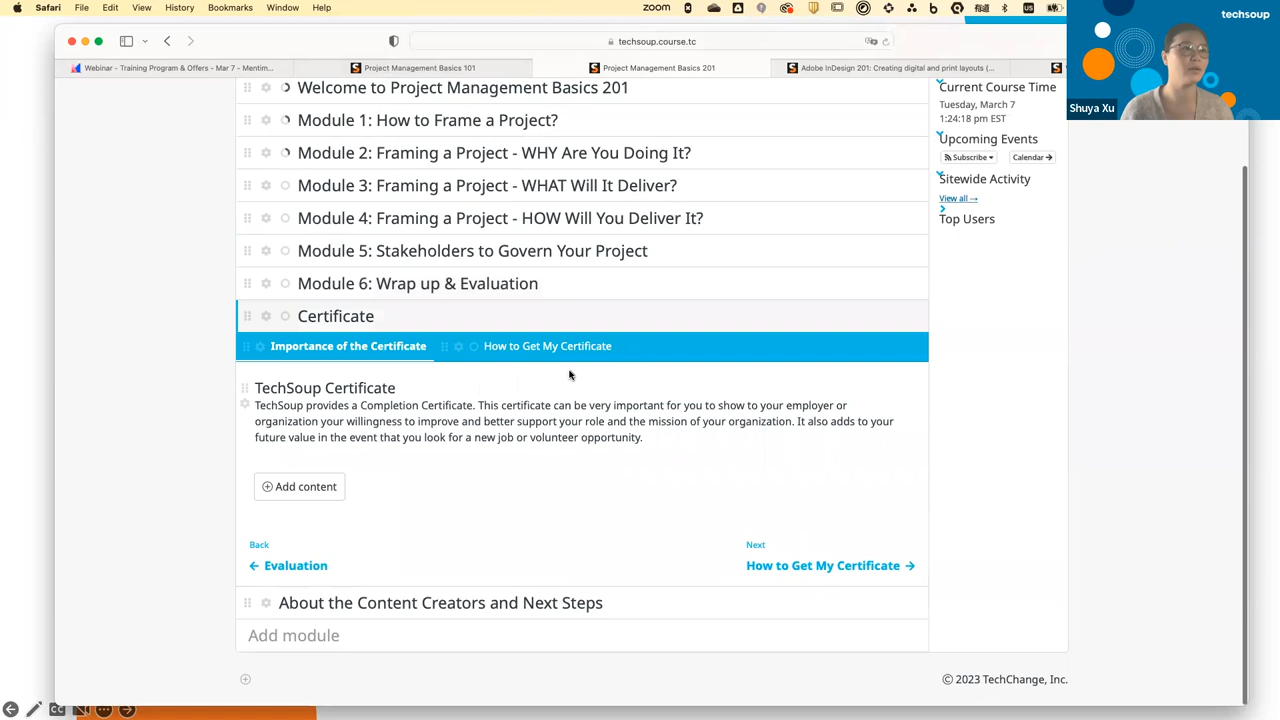 Safari File Edit View History Bookmarks Window Help
zoom
techsoup
Shuya Xu
techsoup.course.tc
Webinar - Training Program & Offers - Mar 7 - Mentim...
Project Management Basics 101
Project Management Basics 201
Adobe InDesign 201: Creating digital and print layouts (...
Welcome to Project Management Basics 201
Module 1: How to Frame a Project?
Module 2: Framing a Project - WHY Are You Doing It?
Module 3: Framing a Project - WHAT Will It Deliver?
Module 4: Framing a Project - HOW Will You Deliver It?
Module 5: Stakeholders to Govern Your Project
Module 6: Wrap up & Evaluation
Certificate
Importance of the Certificate
How to Get My Certificate
TechSoup Certificate
TechSoup provides a Completion Certificate. This certificate can be very important for you to show to your employer or
organization your willingness to improve and better support your role and the mission of your organization. It also adds to your
future value in the event that you look for a new job or volunteer opportunity.
Add content
Back
← Evaluation
Next
How to Get My Certificate →
About the Content Creators and Next Steps
Add module
Current Course Time
Tuesday, March 7
1:24:18 pm EST
Upcoming Events
Subscribe
Calendar →
Sitewide Activity
View all →
Top Users
© 2023 TechChange, Inc.
CC